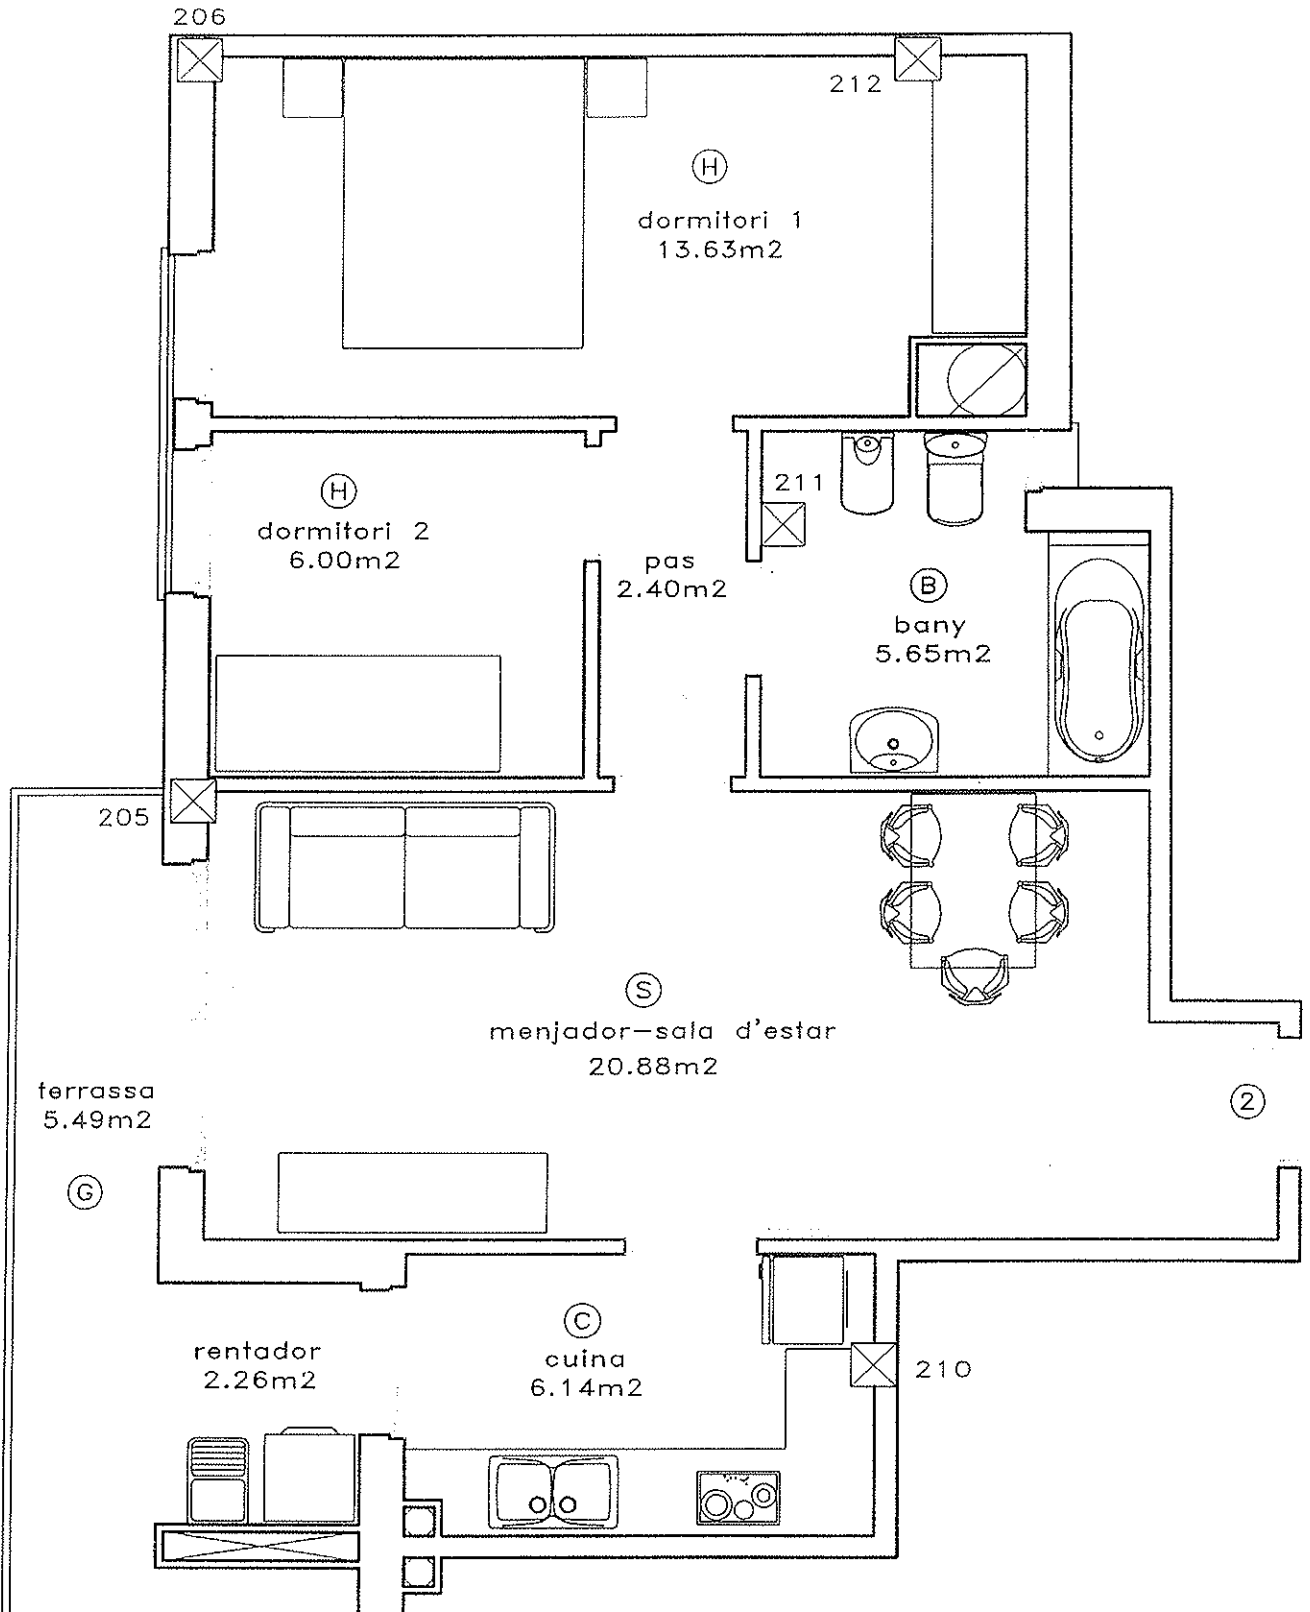 206
212
H
dormitori 1
13.63m2
H
dormitori 2
6.00m2
211
pas
2.40m2
B
bany
5.65m2
205
S
menjador-sala d'estar
20.88m2
terrassa
5.49m2
2
G
C
cuina
6.14m2
rentador
2.26m2
210